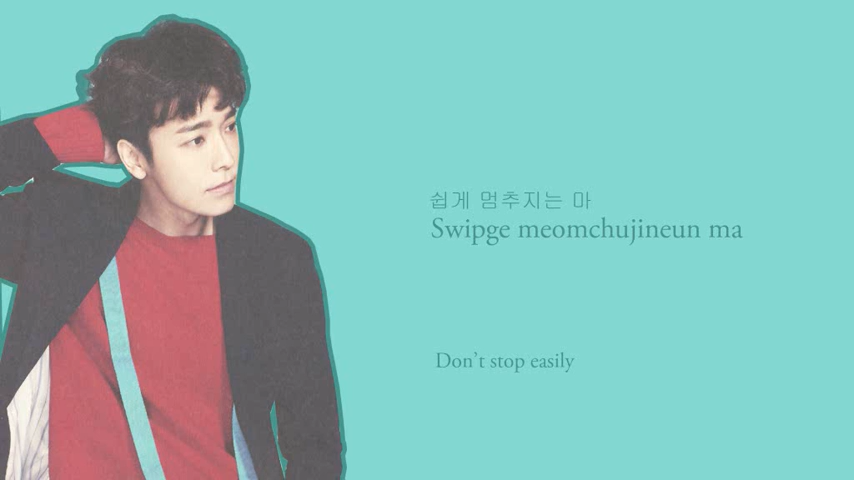 쉽게 멈추지는 마
Swipge meomchujineun ma
Don't stop easily